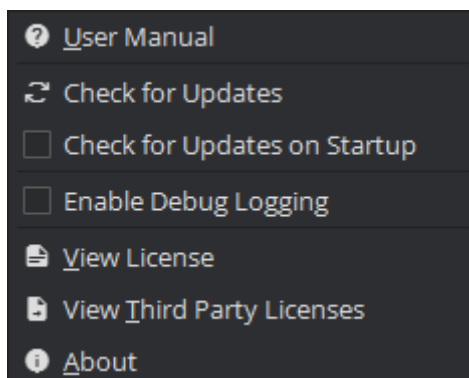 User Manual
Check for Updates
Check for Updates on Startup
Enable Debug Logging
View License
View Third Party Licenses
About